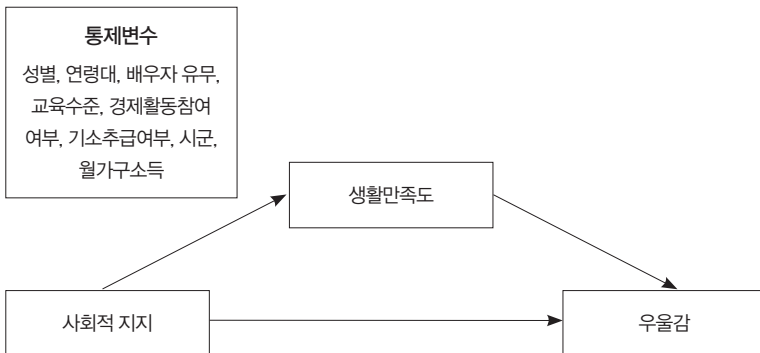 통제변수
성별, 연령대, 배우자 유무,
교육수준, 경제활동참여
여부, 기소추급여부, 시군,
월가구소득
생활만족도
사회적 지지
우울감